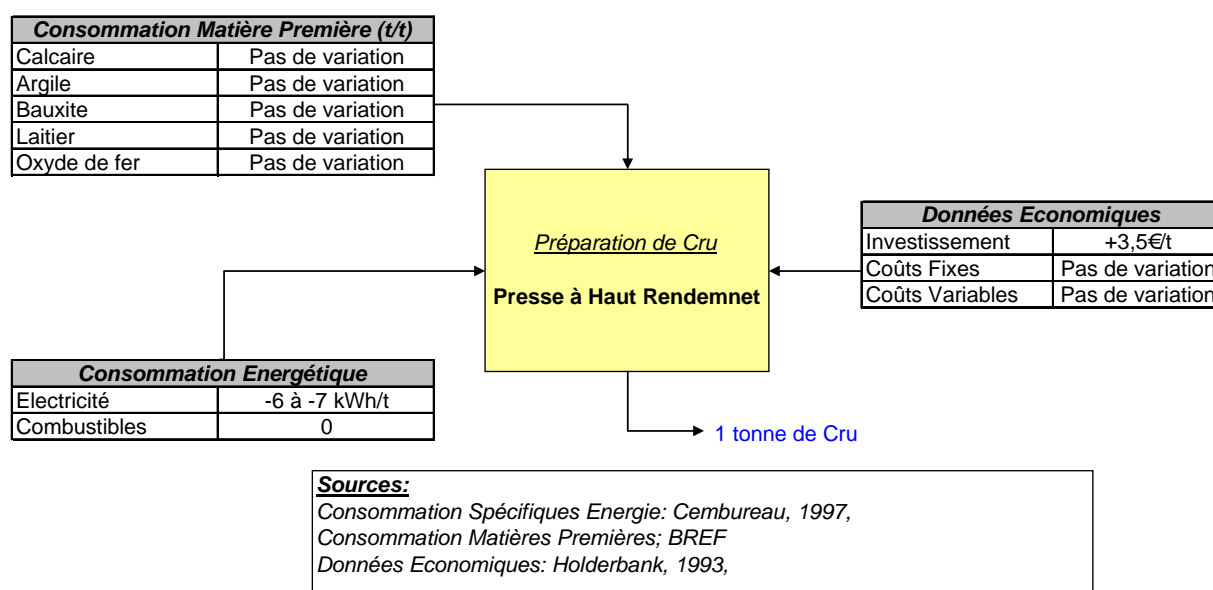 Consommation Matière Première (t/t)
Calcaire Pas de variation
Argile Pas de variation
Bauxite Pas de variation
Laitier Pas de variation
Oxyde de fer Pas de variation
Préparation de Cru
Presse à Haut Rendemnet
Données Economiques
Investissement +3,5€/t
Coûts Fixes Pas de variation
Coûts Variables Pas de variation
Consommation Energétique
Electricité -6 à -7 kWh/t
Combustibles 0
1 tonne de Cru
Sources:
Consommation Spécifiques Energie: Cembureau, 1997,
Consommation Matières Premières; BREF
Données Economiques: Holderbank, 1993,